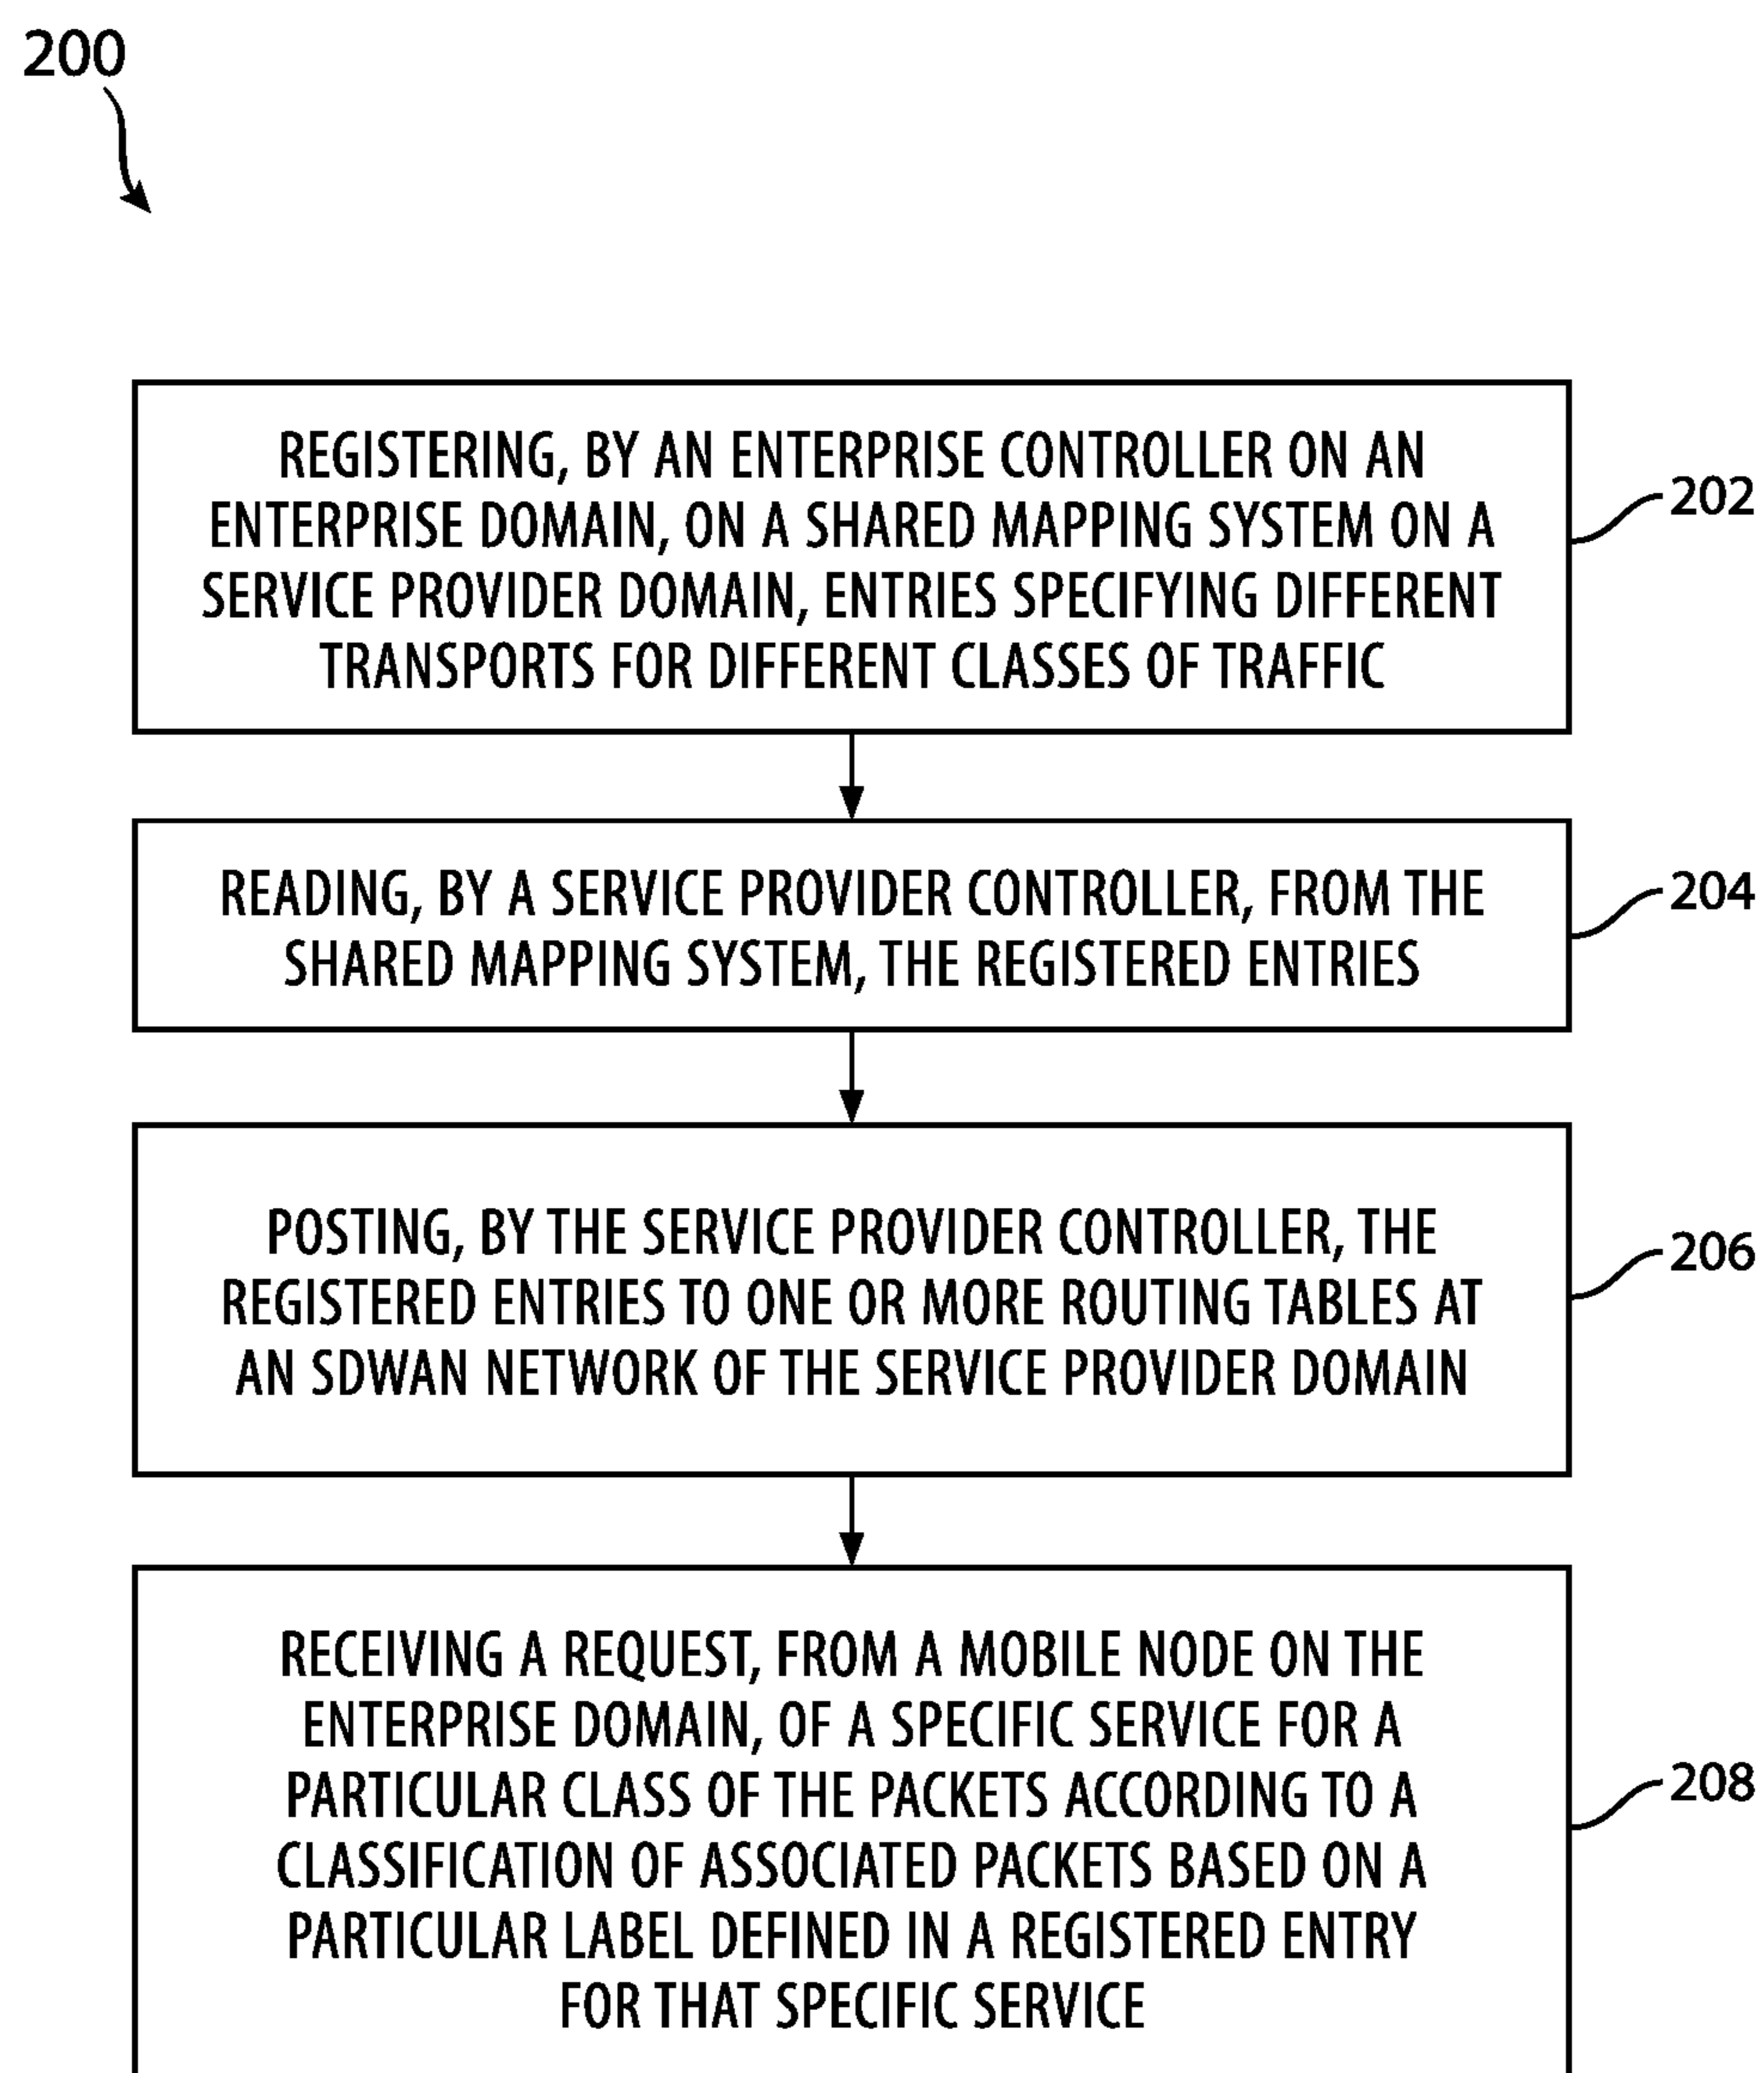 200
REGISTERING, BY AN ENTERPRISE CONTROLLER ON AN
ENTERPRISE DOMAIN, ON A SHARED MAPPING SYSTEM ON A
SERVICE PROVIDER DOMAIN, ENTRIES SPECIFYING DIFFERENT
TRANSPORTS FOR DIFFERENT CLASSES OF TRAFFIC
202
READING, BY A SERVICE PROVIDER CONTROLLER, FROM THE
SHARED MAPPING SYSTEM, THE REGISTERED ENTRIES
204
POSTING, BY THE SERVICE PROVIDER CONTROLLER, THE
REGISTERED ENTRIES TO ONE OR MORE ROUTING TABLES AT
AN SDWAN NETWORK OF THE SERVICE PROVIDER DOMAIN
206
RECEIVING A REQUEST, FROM A MOBILE NODE ON THE
ENTERPRISE DOMAIN, OF A SPECIFIC SERVICE FOR A
PARTICULAR CLASS OF THE PACKETS ACCORDING TO A
CLASSIFICATION OF ASSOCIATED PACKETS BASED ON A
PARTICULAR LABEL DEFINED IN A REGISTERED ENTRY
FOR THAT SPECIFIC SERVICE
208